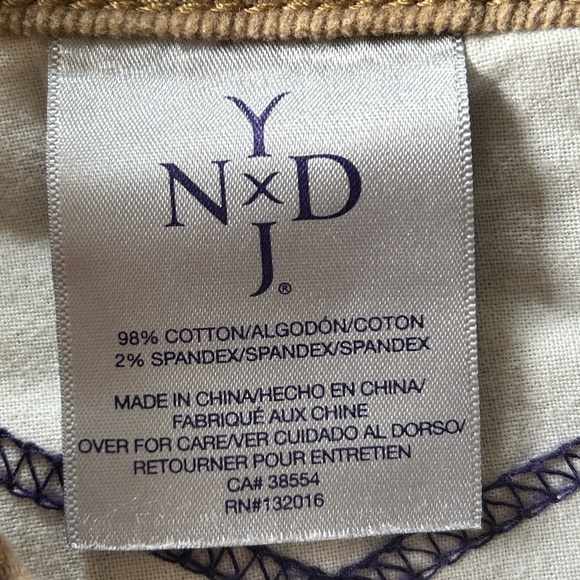 Y
N x D
J®
98% COTTON/ALGODÓN/COTON
2% SPANDEX/SPANDEX/SPANDEX
MADE IN CHINA/HECHO EN CHINA/
FABRIQUÉ AUX CHINE
OVER FOR CARE/VER CUIDADO AL DORSO/
RETOURNER POUR ENTRETIEN
CA# 38554
RN#132016